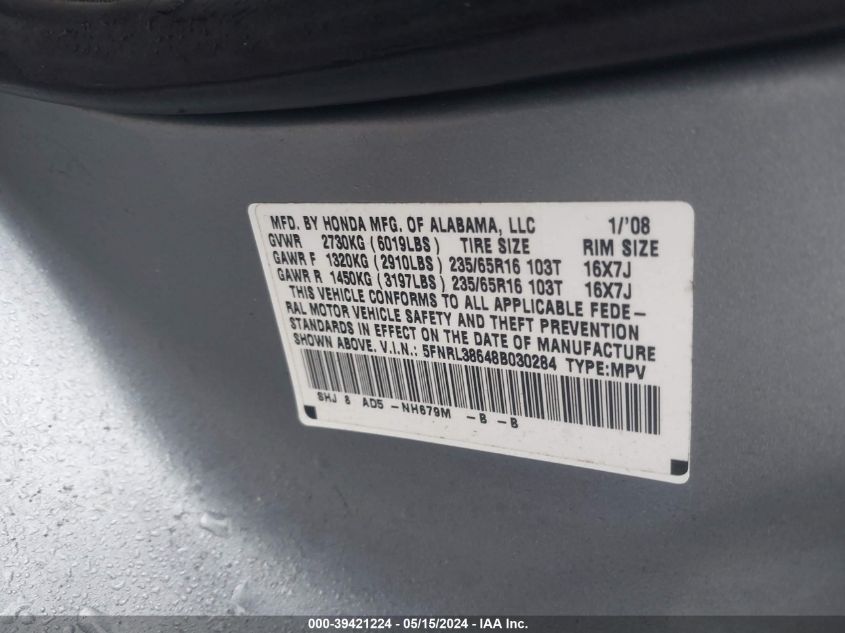 MFD. BY HONDA MFG. OF ALABAMA, LLC 1/'08
GVWR 2730KG (6019LBS) TIRE SIZE RIM SIZE
GAWR F 1320KG (2910LBS) 235/65R16 103T 16X7J
GAWR R 1450KG (3197LBS) 235/65R16 103T 16X7J
THIS VEHICLE CONFORMS TO ALL APPLICABLE FEDE-
RAL MOTOR VEHICLE SAFETY AND THEFT PREVENTION
STANDARDS IN EFFECT ON THE DATE OF MANUFACTURE
SHOWN ABOVE. V.I.N.: 5FNRL38648B030284 TYPE:MPV
SHJ 8 AD5 -NH679M -B -B
000-39421224 - 05/15/2024 - IAA Inc.